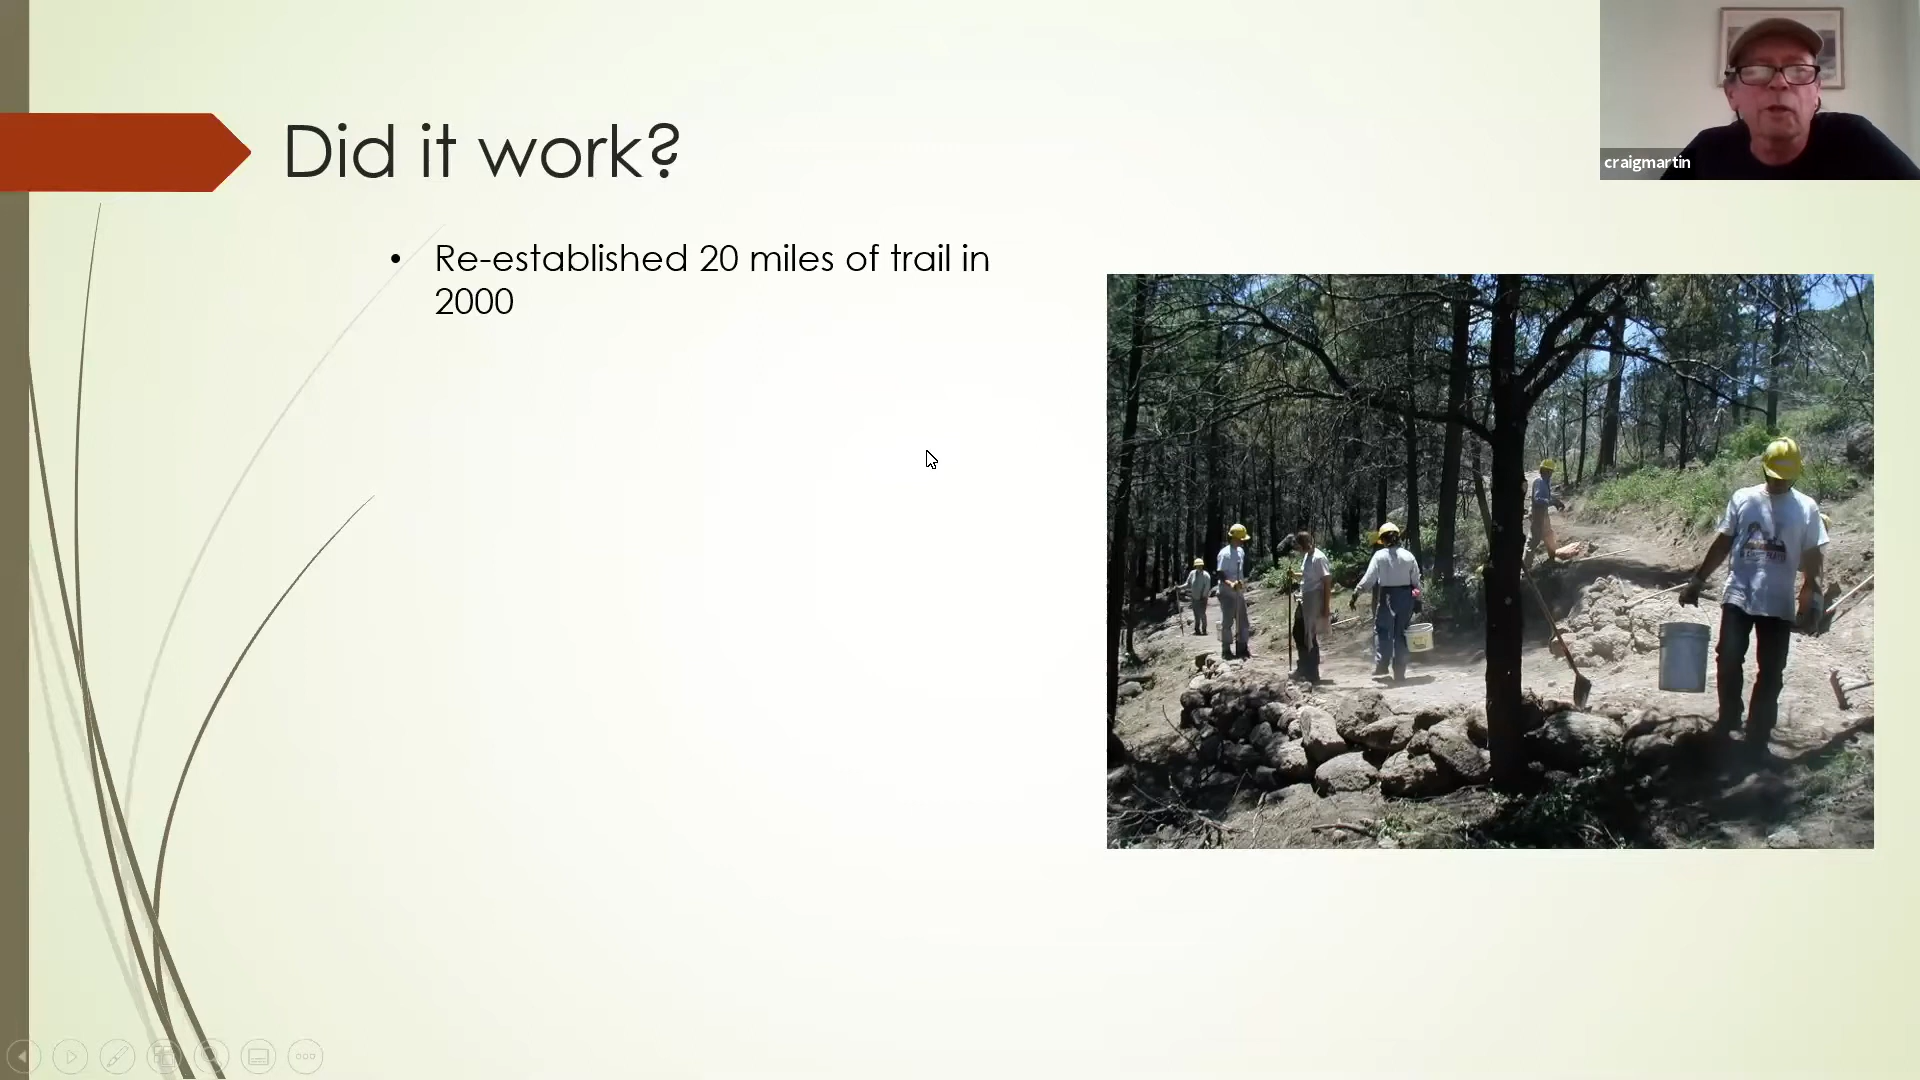 Did it work?
craigmartin
• Re-established 20 miles of trail in
2000